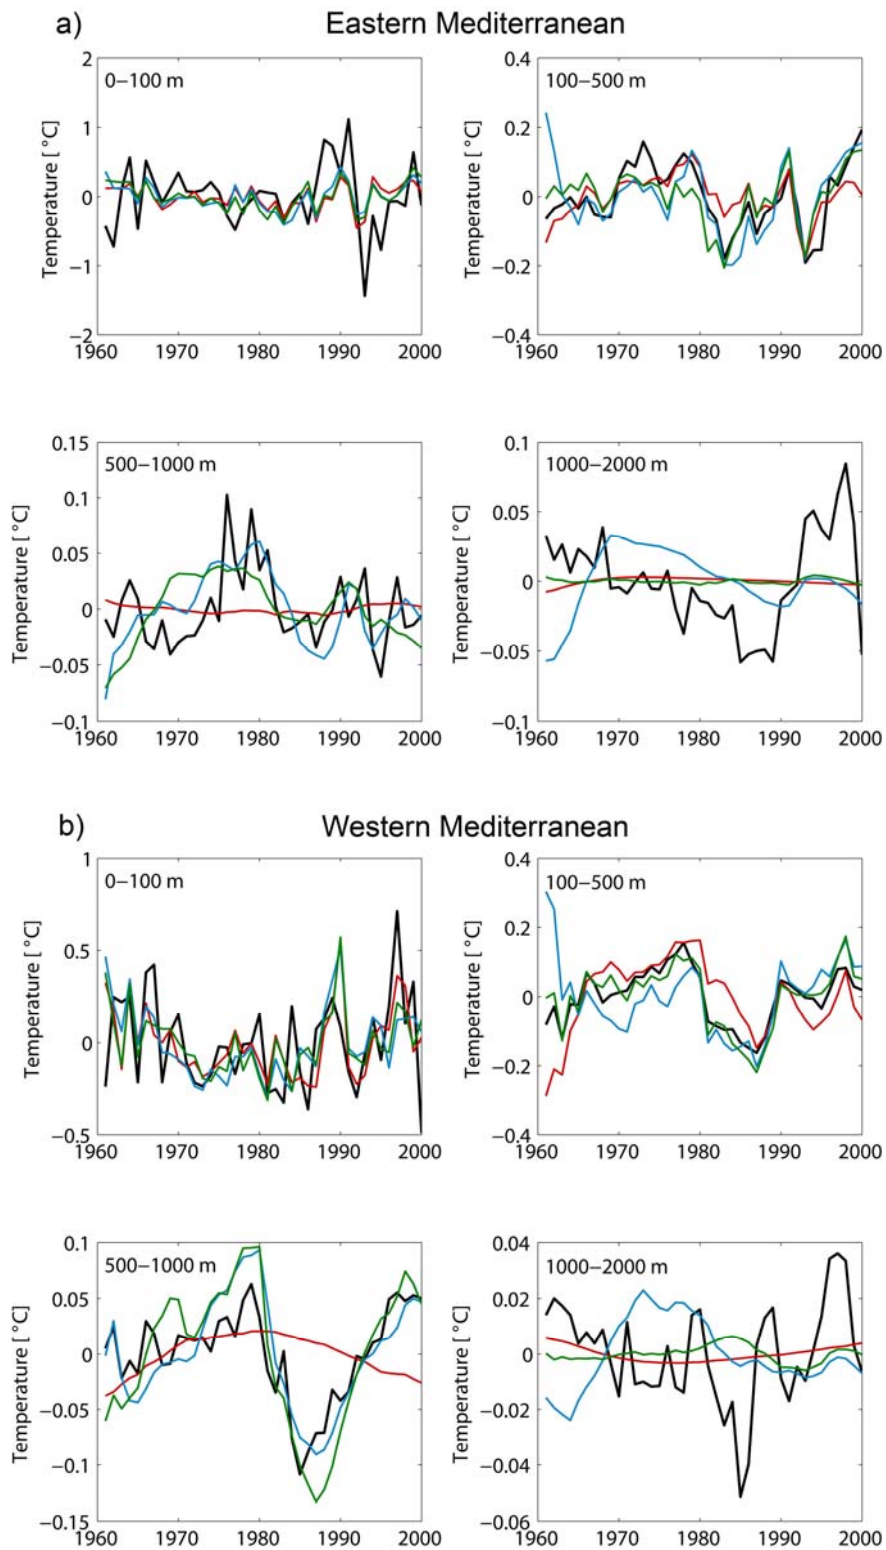 a) Eastern Mediterranean
0−100 m
Temperature [ °C]
2
1
0
−1
−2
1960 1970 1980 1990 2000
100−500 m
Temperature [ °C]
0.4
0.2
0
−0.2
−0.4
1960 1970 1980 1990 2000
500−1000 m
Temperature [ °C]
0.15
0.1
0.05
0
−0.05
−0.1
1960 1970 1980 1990 2000
1000−2000 m
Temperature [ °C]
0.1
0.05
0
−0.05
−0.1
1960 1970 1980 1990 2000
b) Western Mediterranean
0−100 m
Temperature [ °C]
1
0.5
0
−0.5
1960 1970 1980 1990 2000
100−500 m
Temperature [ °C]
0.4
0.2
0
−0.2
−0.4
1960 1970 1980 1990 2000
500−1000 m
Temperature [ °C]
0.1
0.05
0
−0.05
−0.1
−0.15
1960 1970 1980 1990 2000
1000−2000 m
Temperature [ °C]
0.04
0.02
0
−0.02
−0.04
−0.06
1960 1970 1980 1990 2000